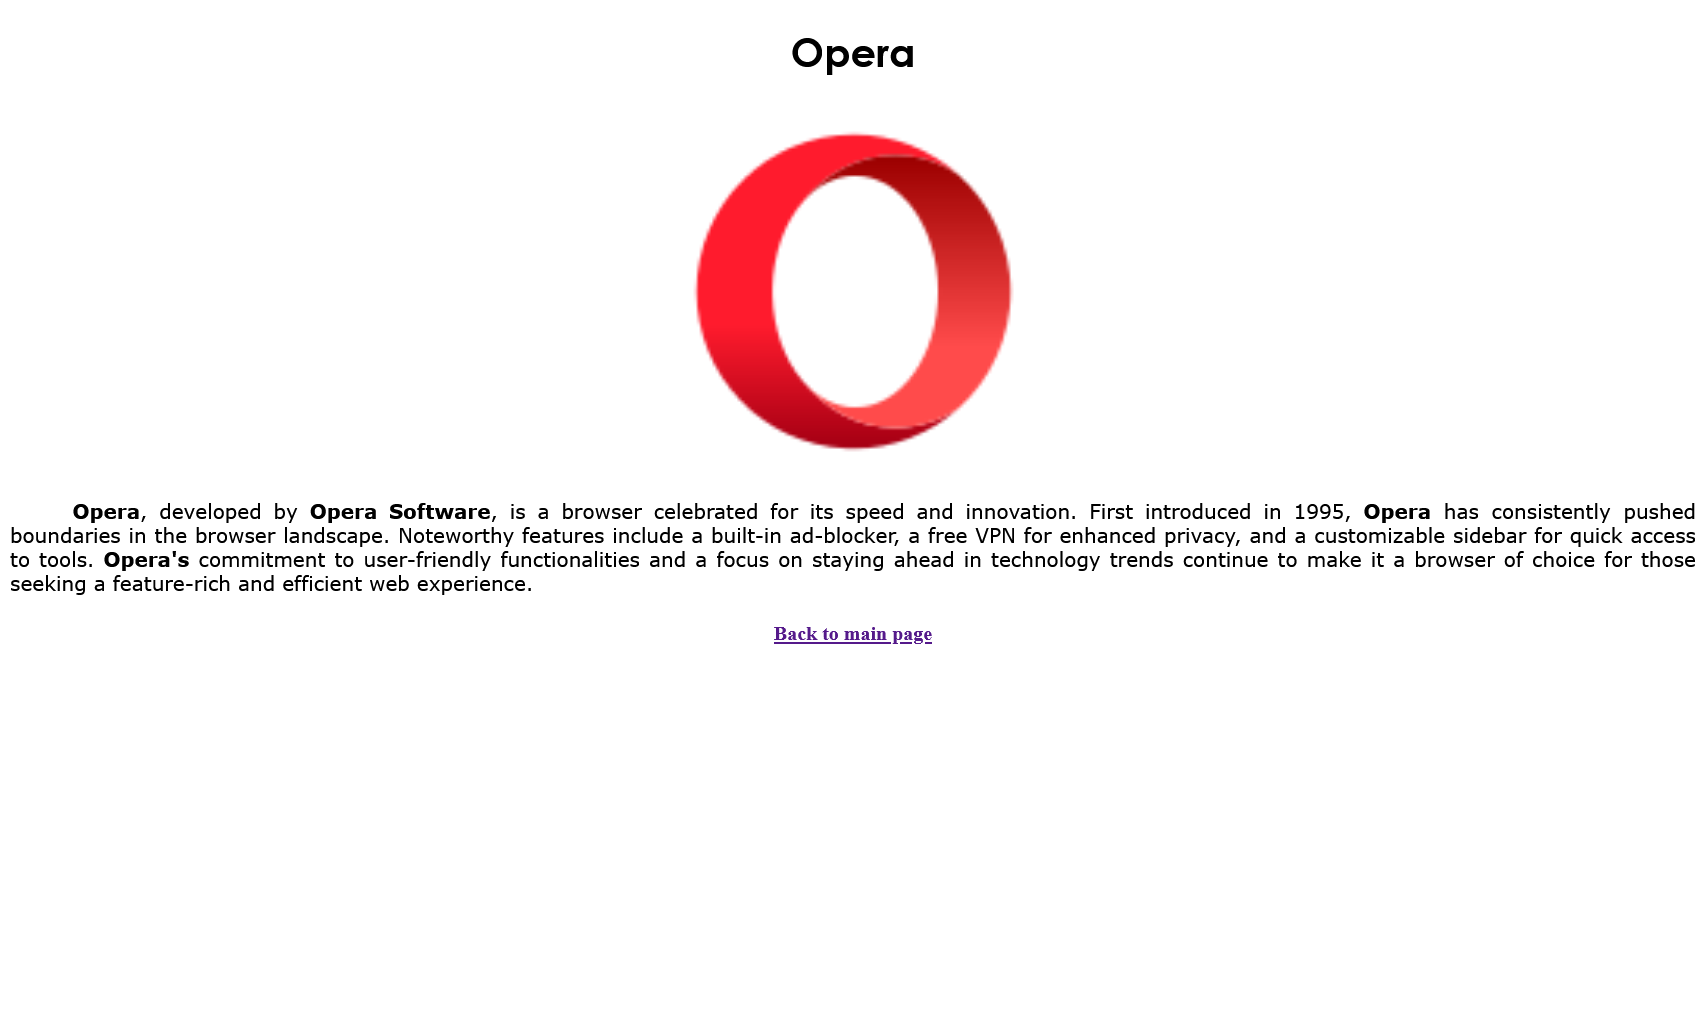 Opera
Opera, developed by Opera Software, is a browser celebrated for its speed and innovation. First introduced in 1995, Opera has consistently pushed
boundaries in the browser landscape. Noteworthy features include a built-in ad-blocker, a free VPN for enhanced privacy, and a customizable sidebar for quick access
to tools. Opera's commitment to user-friendly functionalities and a focus on staying ahead in technology trends continue to make it a browser of choice for those
seeking a feature-rich and efficient web experience.
Back to main page